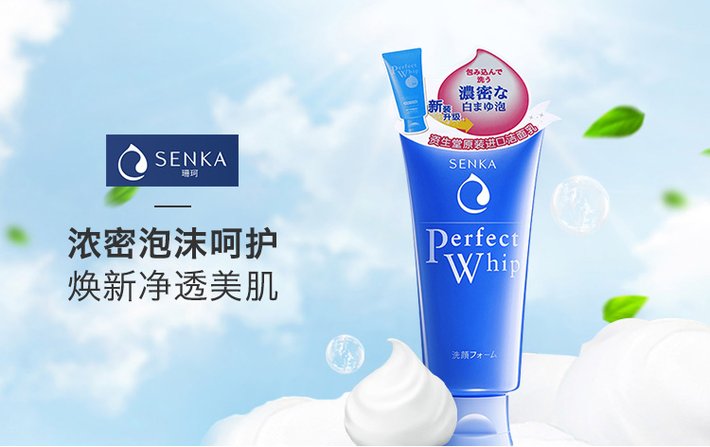 SENKA
珊珂
浓密泡沫呵护
焕新净透美肌
Perfect
Whip
新装
升级
包み込んで
洗う
濃密な
白まゆ泡
资生堂原装进口洁面乳
SENKA
Perfect
Whip
洗顔フォーム